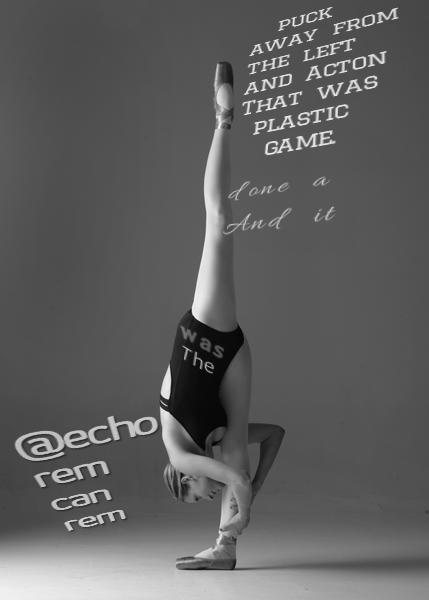 PUCK
AWAY FROM
THE LEFT
AND ACTON
THAT WAS
PLASTIC
GAME.
done a
And it
was
The
@echo
rem
can
rem